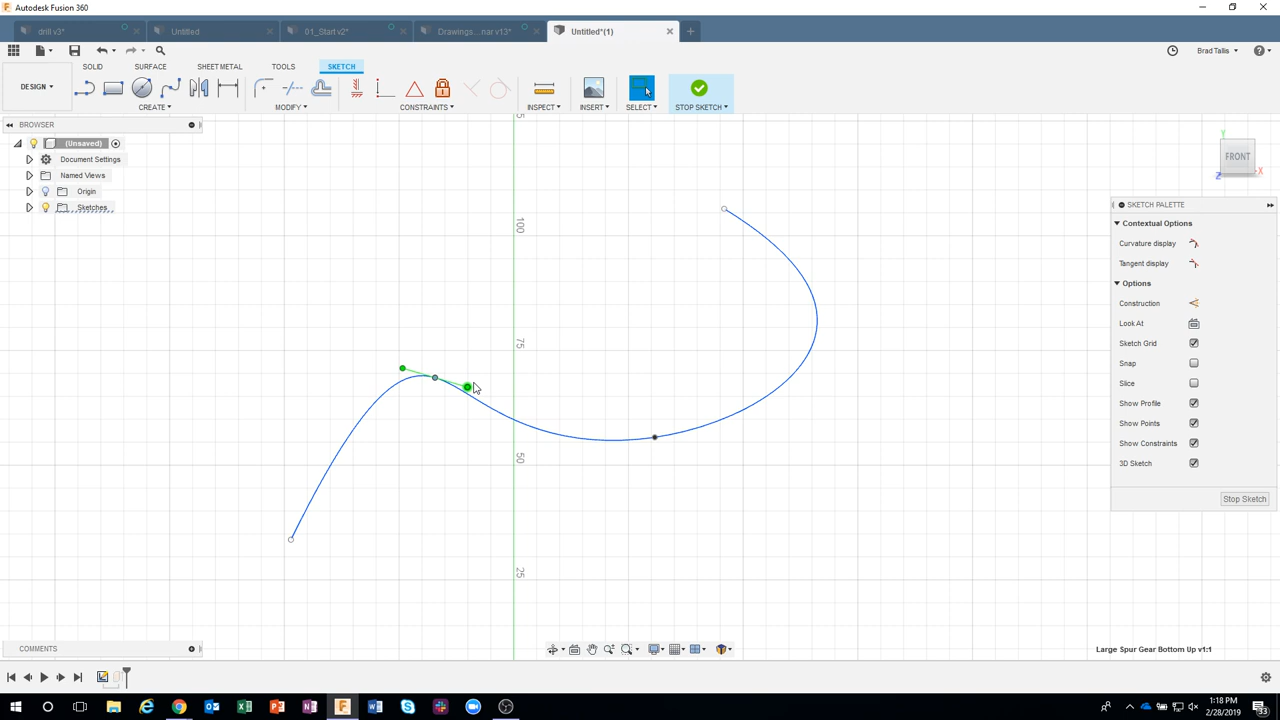 Autodesk Fusion 360
drill v3*
Untitled
01_Start v2*
Drawings...nar v13*
Untitled*(1)
Brad Tallis
SOLID
SURFACE
SHEET METAL
TOOLS
SKETCH
DESIGN
CREATE
MODIFY
CONSTRAINTS
INSPECT
INSERT
SELECT
STOP SKETCH
BROWSER
(Unsaved)
Document Settings
Named Views
Origin
Sketches
100
75
50
25
FRONT
Y
X
Z
SKETCH PALETTE
Contextual Options
Curvature display
Tangent display
Options
Construction
Look At
Sketch Grid
Snap
Slice
Show Profile
Show Points
Show Constraints
3D Sketch
Stop Sketch
COMMENTS
Large Spur Gear Bottom Up v1:1
1:18 PM
2/28/2019
33